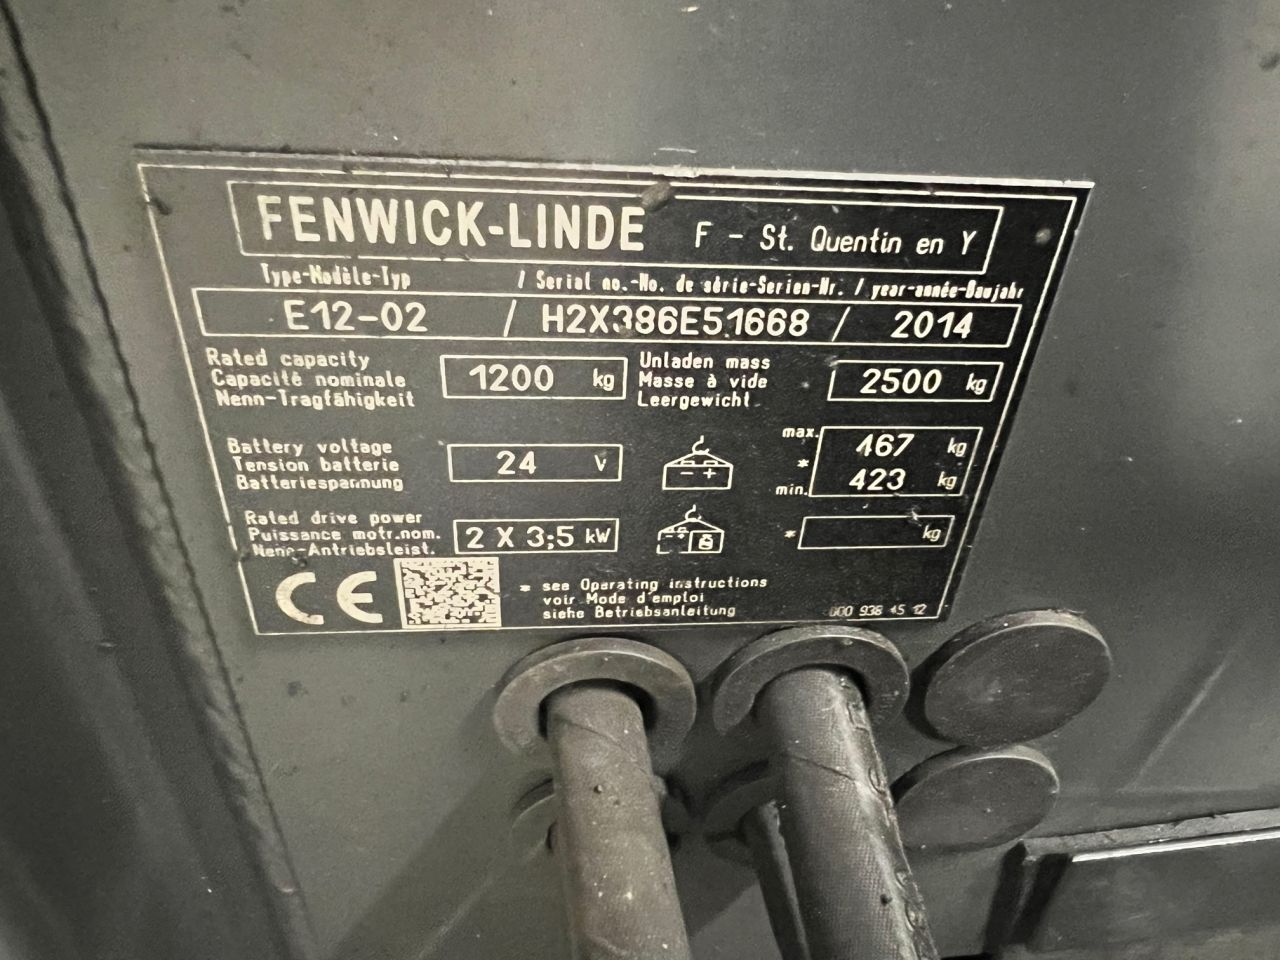 FENWICK-LINDE F - St. Quentin en Y
Type-Modèle-Typ / Serial no.-No. de série-Serien-Nr. / year-année-Baujahr
E12-02 / H2X386E51668 / 2014
Rated capacity
Capacité nominale
Nenn-Tragfähigkeit
1200 kg
Unladen mass
Masse à vide
Leergewicht
2500 kg
Battery voltage
Tension batterie
Batteriespannung
24 V
- +
max. 467 kg
*
min. 423 kg
Rated drive power
Puissance motr.nom.
Nenn-Antriebsleist.
2 X 3,5 kW
* kg
CE
* see Operating instructions
voir Mode d'emploi
siehe Betriebsanleitung
000 938 45 12